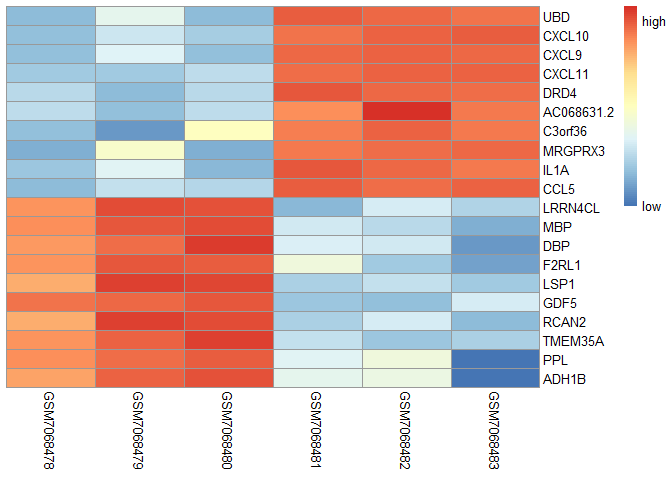 UBD
high
CXCL10
CXCL9
CXCL11
DRD4
AC068631.2
C3orf36
MRGPRX3
IL1A
CCL5
low
LRRN4CL
MBP
DBP
F2RL1
LSP1
GDF5
RCAN2
TMEM35A
PPL
ADH1B
GSM7068478
GSM7068479
GSM7068480
GSM7068481
GSM7068482
GSM7068483